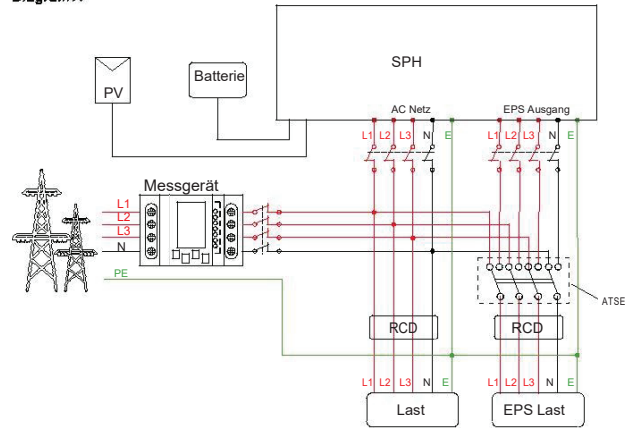 SPH
Batterie
PV
AC Netz
EPS Ausgang
L1 L2 L3 N E
L1 L2 L3 N E
Messgerät
L1
L2
L3
N
PE
ATSE
RCD
RCD
L1 L2 L3 N E
L1 L2 L3 N E
Last
EPS Last